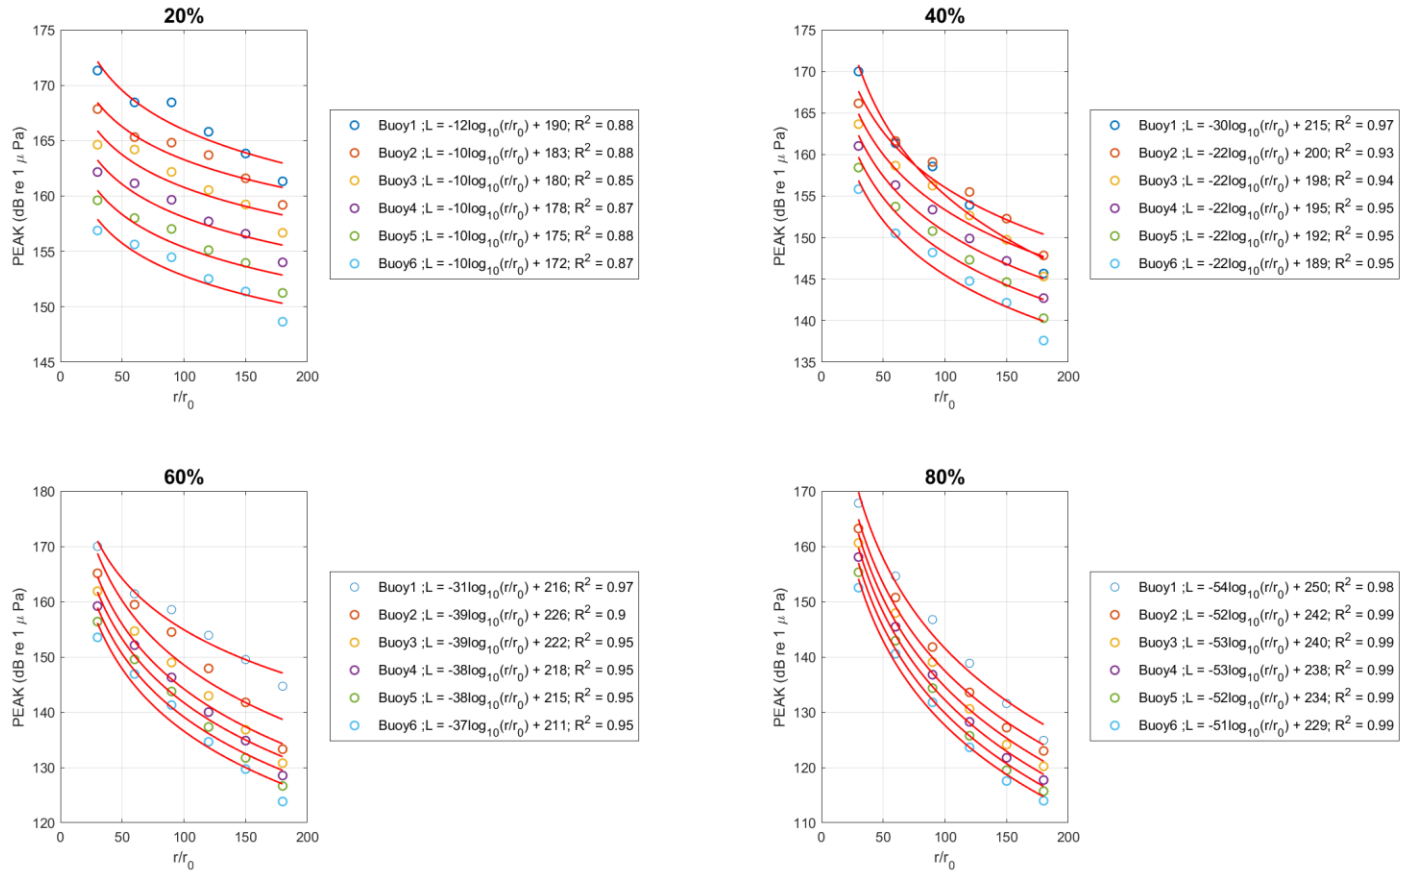 20%
175
170
165
160
155
150
145
0
50
100
150
200
PEAK (dB re 1 μ Pa)
r/r0
Buoy1 ;L = -12log10(r/r0) + 190; R2 = 0.88
Buoy2 ;L = -10log10(r/r0) + 183; R2 = 0.88
Buoy3 ;L = -10log10(r/r0) + 180; R2 = 0.85
Buoy4 ;L = -10log10(r/r0) + 178; R2 = 0.87
Buoy5 ;L = -10log10(r/r0) + 175; R2 = 0.88
Buoy6 ;L = -10log10(r/r0) + 172; R2 = 0.87
40%
175
170
165
160
155
150
145
140
135
0
50
100
150
200
PEAK (dB re 1 μ Pa)
r/r0
Buoy1 ;L = -30log10(r/r0) + 215; R2 = 0.97
Buoy2 ;L = -22log10(r/r0) + 200; R2 = 0.93
Buoy3 ;L = -22log10(r/r0) + 198; R2 = 0.94
Buoy4 ;L = -22log10(r/r0) + 195; R2 = 0.95
Buoy5 ;L = -22log10(r/r0) + 192; R2 = 0.95
Buoy6 ;L = -22log10(r/r0) + 189; R2 = 0.95
60%
180
170
160
150
140
130
120
0
50
100
150
200
PEAK (dB re 1 μ Pa)
r/r0
Buoy1 ;L = -31log10(r/r0) + 216; R2 = 0.97
Buoy2 ;L = -39log10(r/r0) + 226; R2 = 0.9
Buoy3 ;L = -39log10(r/r0) + 222; R2 = 0.95
Buoy4 ;L = -38log10(r/r0) + 218; R2 = 0.95
Buoy5 ;L = -38log10(r/r0) + 215; R2 = 0.95
Buoy6 ;L = -37log10(r/r0) + 211; R2 = 0.95
80%
170
160
150
140
130
120
110
0
50
100
150
200
PEAK (dB re 1 μ Pa)
r/r0
Buoy1 ;L = -54log10(r/r0) + 250; R2 = 0.98
Buoy2 ;L = -52log10(r/r0) + 242; R2 = 0.99
Buoy3 ;L = -53log10(r/r0) + 240; R2 = 0.99
Buoy4 ;L = -53log10(r/r0) + 238; R2 = 0.99
Buoy5 ;L = -52log10(r/r0) + 234; R2 = 0.99
Buoy6 ;L = -51log10(r/r0) + 229; R2 = 0.99